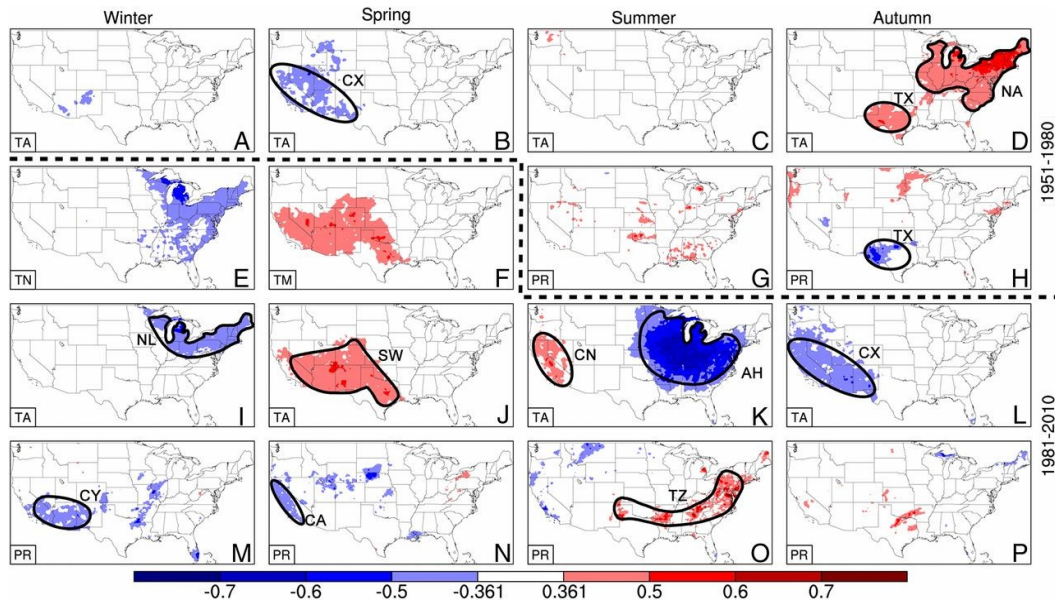 Winter Spring Summer Autumn
TA A
CX TA B
TA C
TX NA TA D
1951-1980
TN E
TM F
PR G
TX PR H
NL TA I
SW TA J
CN AH TA K
CX TA L
1981-2010
CY PR M
CA PR N
TZ PR O
PR P
-0.7 -0.6 -0.5 -0.361 0.361 0.5 0.6 0.7